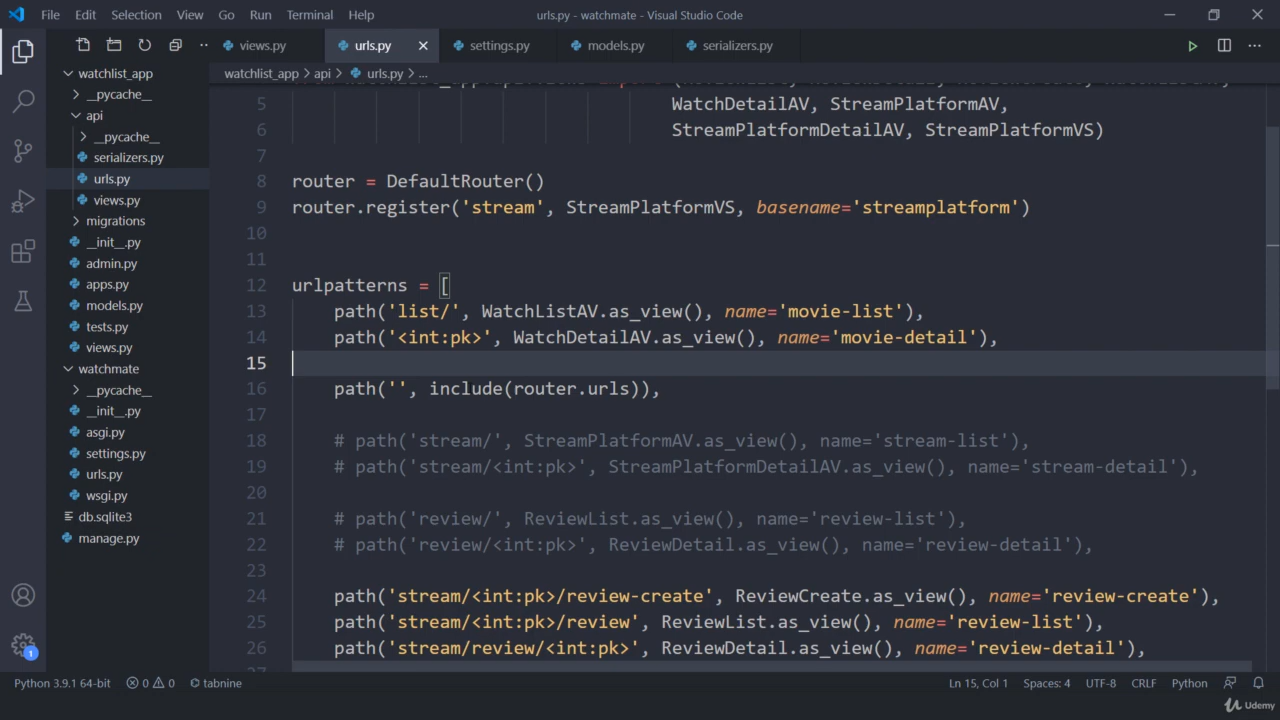 File Edit Selection View Go Run Terminal Help
urls.py - watchmate - Visual Studio Code
views.py
urls.py
settings.py
models.py
serializers.py
watchlist_app > api > urls.py > ...
watchlist_app
__pycache__
api
__pycache__
serializers.py
urls.py
views.py
migrations
__init__.py
admin.py
apps.py
models.py
tests.py
views.py
watchmate
__pycache__
__init__.py
asgi.py
settings.py
urls.py
wsgi.py
db.sqlite3
manage.py
5 WatchDetailAV, StreamPlatformAV,
6 StreamPlatformDetailAV, StreamPlatformVS)
7
8 router = DefaultRouter()
9 router.register('stream', StreamPlatformVS, basename='streamplatform')
10
11
12 urlpatterns = [
13 path('list/', WatchListAV.as_view(), name='movie-list'),
14 path('<int:pk>', WatchDetailAV.as_view(), name='movie-detail'),
15
16 path('', include(router.urls)),
17
18 # path('stream/', StreamPlatformAV.as_view(), name='stream-list'),
19 # path('stream/<int:pk>', StreamPlatformDetailAV.as_view(), name='stream-detail'),
20
21 # path('review/', ReviewList.as_view(), name='review-list'),
22 # path('review/<int:pk>', ReviewDetail.as_view(), name='review-detail'),
23
24 path('stream/<int:pk>/review-create', ReviewCreate.as_view(), name='review-create'),
25 path('stream/<int:pk>/review', ReviewList.as_view(), name='review-list'),
26 path('stream/review/<int:pk>', ReviewDetail.as_view(), name='review-detail'),
1
Python 3.9.1 64-bit 0 0 tabnine
Ln 15, Col 1 Spaces: 4 UTF-8 CRLF Python
Udemy